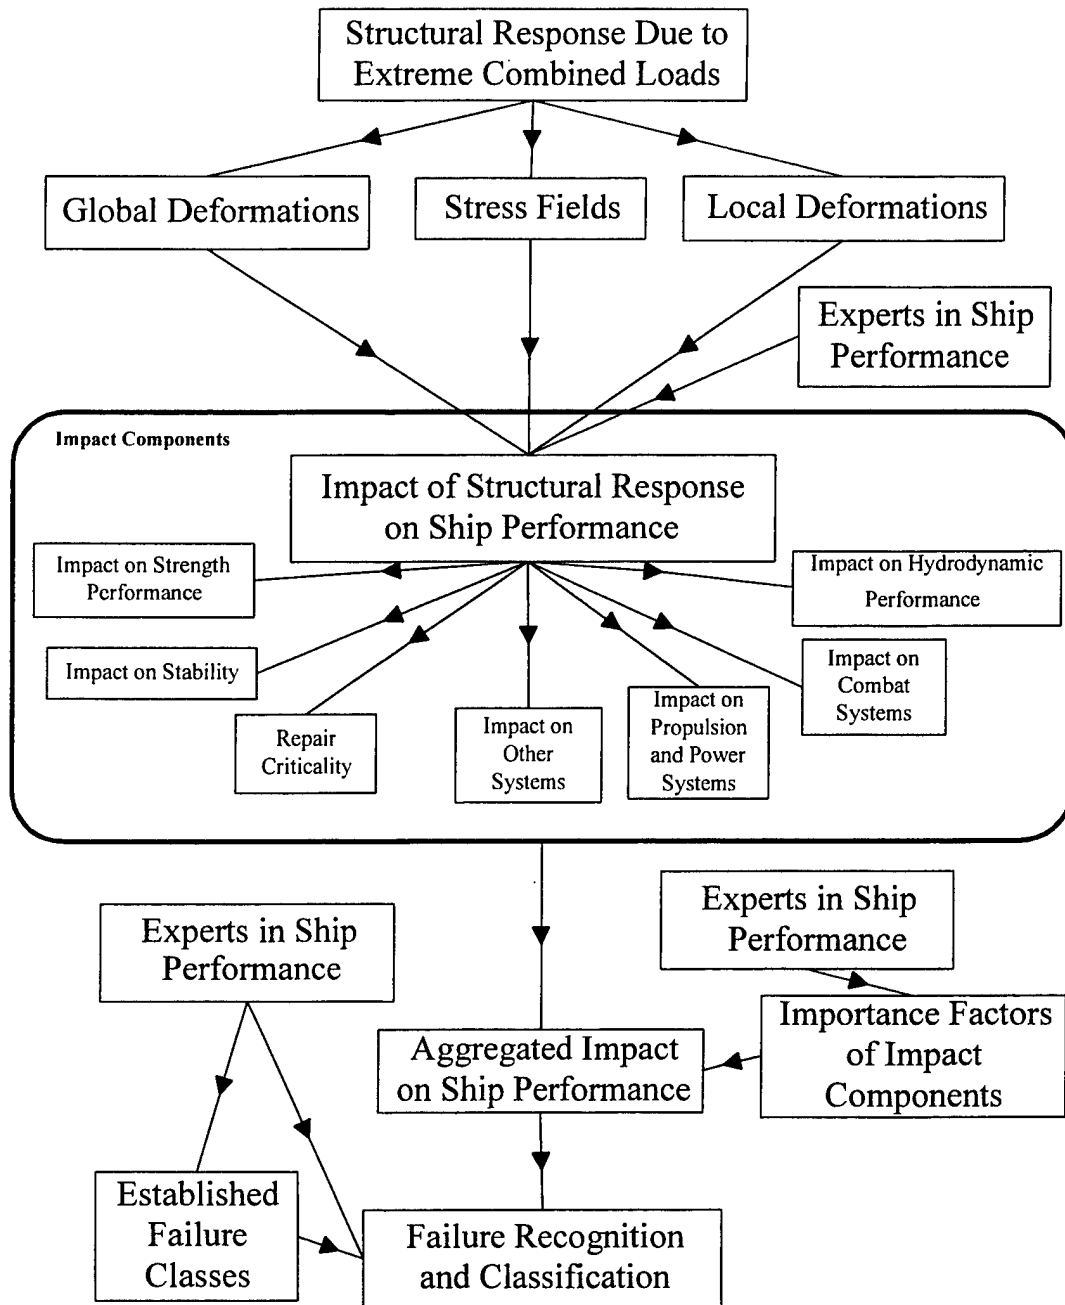 Structural Response Due to
Extreme Combined Loads
Global Deformations
Stress Fields
Local Deformations
Experts in Ship
Performance
Impact Components
Impact of Structural Response
on Ship Performance
Impact on Strength
Performance
Impact on Hydrodynamic
Performance
Impact on Stability
Impact on
Combat
Systems
Repair
Criticality
Impact on
Other
Systems
Impact on
Propulsion
and Power
Systems
Experts in Ship
Performance
Experts in Ship
Performance
Importance Factors
of Impact
Components
Aggregated Impact
on Ship Performance
Established
Failure
Classes
Failure Recognition
and Classification